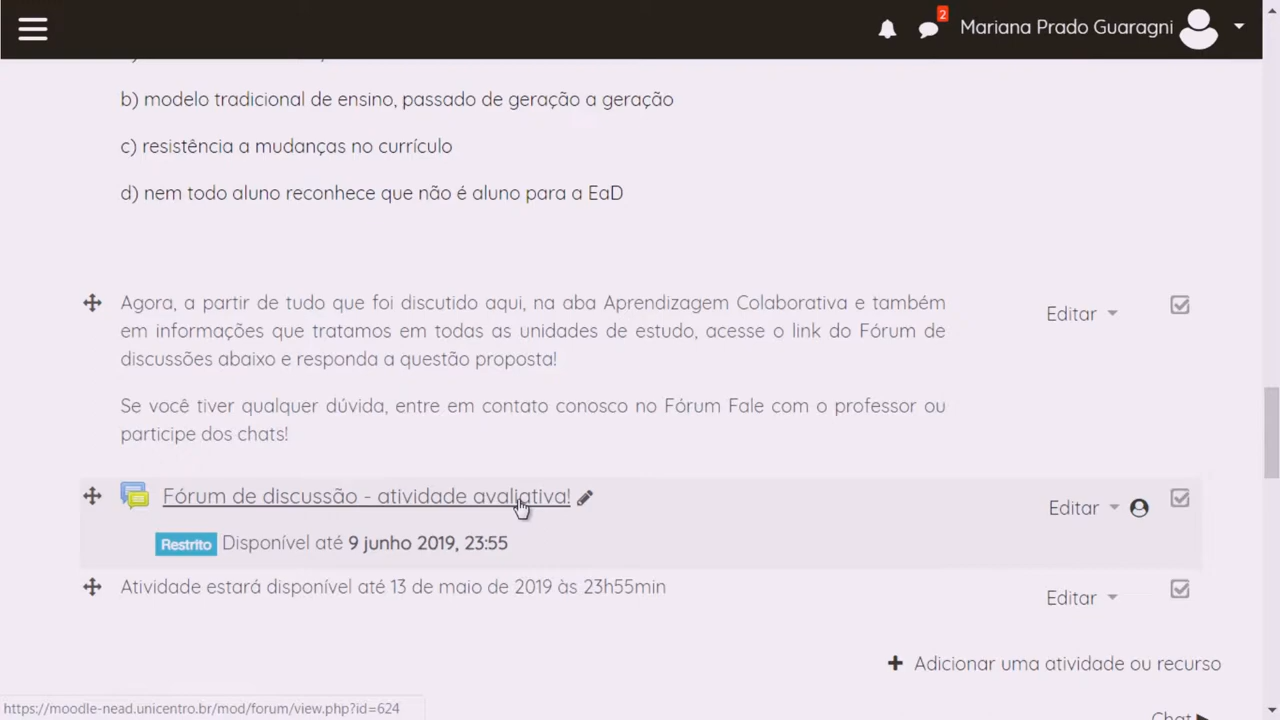 2
Mariana Prado Guaragni
b) modelo tradicional de ensino, passado de geração a geração
c) resistência a mudanças no currículo
d) nem todo aluno reconhece que não é aluno para a EaD
Agora, a partir de tudo que foi discutido aqui, na aba Aprendizagem Colaborativa e também
em informações que tratamos em todas as unidades de estudo, acesse o link do Fórum de
discussões abaixo e responda a questão proposta!
Editar
Se você tiver qualquer dúvida, entre em contato conosco no Fórum Fale com o professor ou
participe dos chats!
Fórum de discussão - atividade avaliativa!
Editar
Restrito Disponível até 9 junho 2019, 23:55
Atividade estará disponível até 13 de maio de 2019 às 23h55min
Editar
+ Adicionar uma atividade ou recurso
https://moodle-nead.unicentro.br/mod/forum/view.php?id=624
Chat